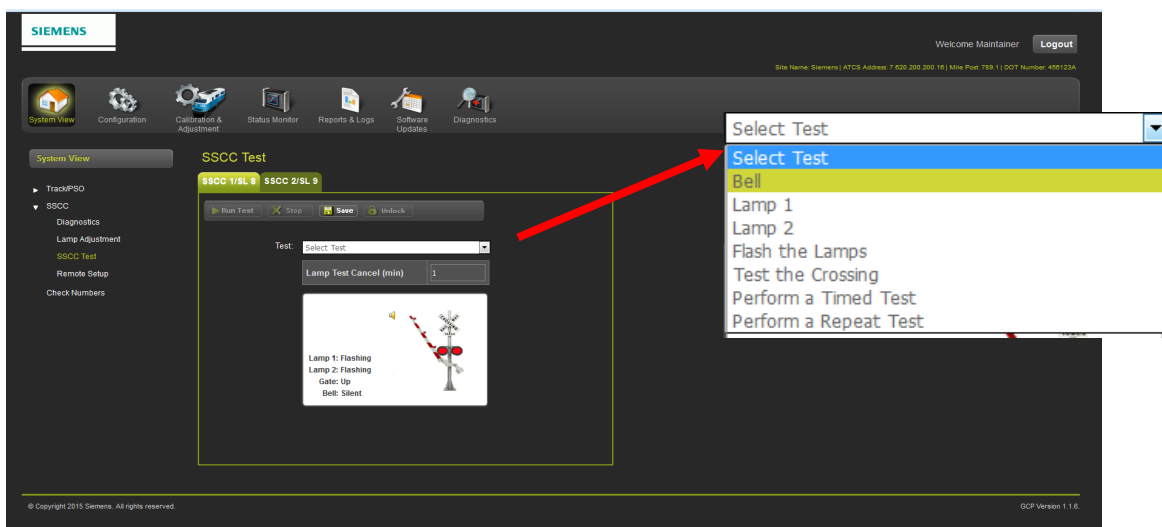 SIEMENS
Welcome Maintainer
Logout
Site Name: Siemens | ATCS Address: 7.620.200.200.16 | Mile Post: 789.1 | DOT Number: 456123A
System View
Configuration
Calibration &
Adjustment
Status Monitor
Reports & Logs
Software
Updates
Diagnostics
System View
Track/PSO
SSCC
Diagnostics
Lamp Adjustment
SSCC Test
Remote Setup
Check Numbers
SSCC Test
SSCC 1/SL 8
SSCC 2/SL 9
Run Test
Stop
Save
Unlock
Test:
Select Test
Lamp Test Cancel (min)
1
Lamp 1: Flashing
Lamp 2: Flashing
Gate: Up
Bell: Silent
Select Test
Select Test
Bell
Lamp 1
Lamp 2
Flash the Lamps
Test the Crossing
Perform a Timed Test
Perform a Repeat Test
© Copyright 2015 Siemens. All rights reserved.
GCP Version 1.1.6.